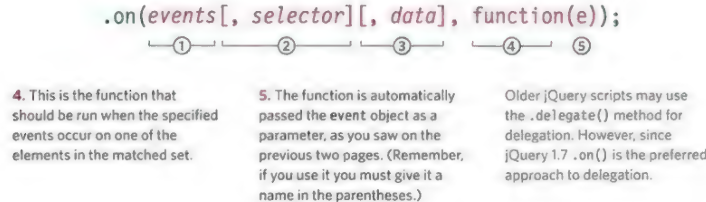 .on(events[, selector][, data], function(e));
1 2 3 4 5
4. This is the function that
should be run when the specified
events occur on one of the
elements in the matched set.
5. The function is automatically
passed the event object as a
parameter, as you saw on the
previous two pages. (Remember,
if you use it you must give it a
name in the parentheses.)
Older jQuery scripts may use
the .delegate() method for
delegation. However, since
jQuery 1.7 .on() is the preferred
approach to delegation.